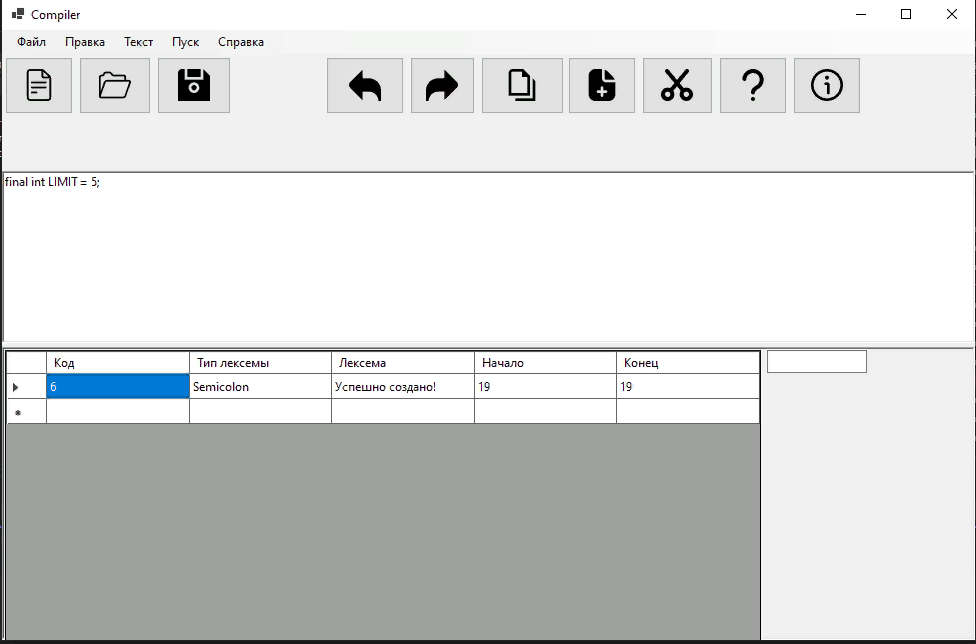 Compiler
Файл Правка Текст Пуск Справка
final int LIMIT = 5;
Код Тип лексемы Лексема Начало Конец
6 Semicolon Успешно создано! 19 19